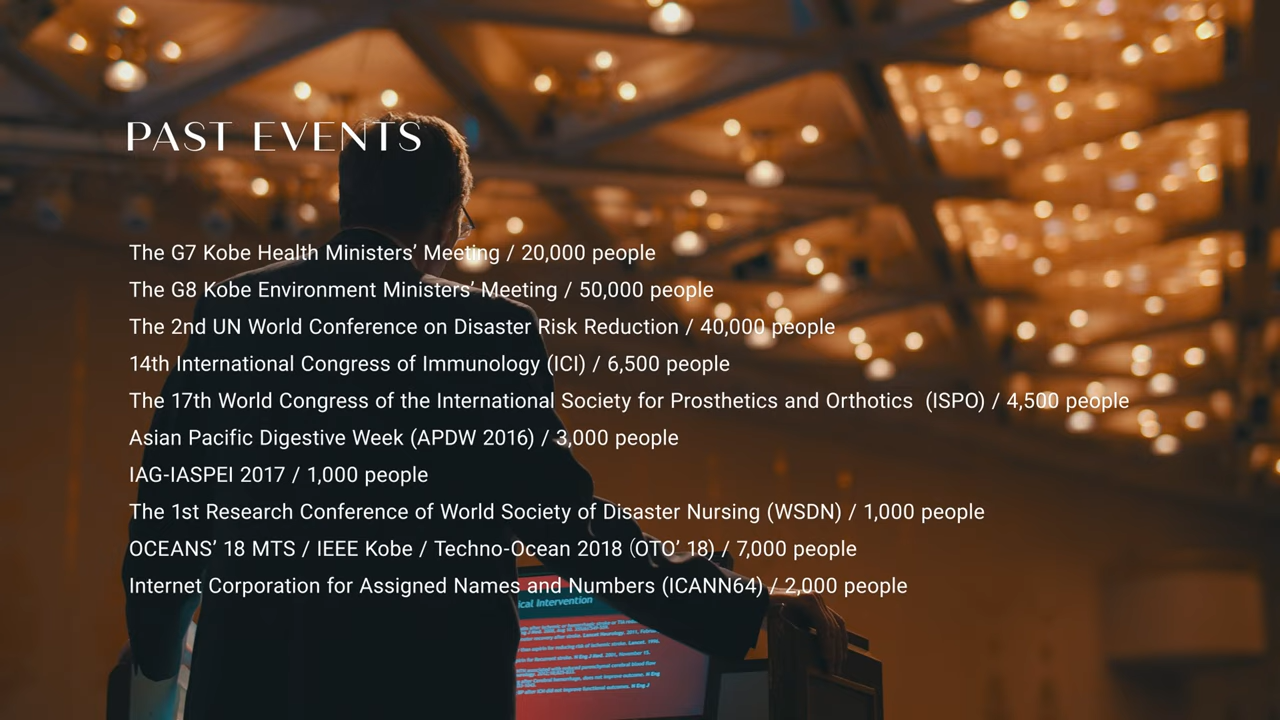 PAST EVENTS
The G7 Kobe Health Ministers’ Meeting / 20,000 people
The G8 Kobe Environment Ministers’ Meeting / 50,000 people
The 2nd UN World Conference on Disaster Risk Reduction / 40,000 people
14th International Congress of Immunology (ICI) / 6,500 people
The 17th World Congress of the International Society for Prosthetics and Orthotics  (ISPO) / 4,500 people
Asian Pacific Digestive Week (APDW 2016) / 3,000 people
IAG-IASPEI 2017 / 1,000 people
The 1st Research Conference of World Society of Disaster Nursing (WSDN) / 1,000 people
OCEANS’ 18 MTS / IEEE Kobe / Techno-Ocean 2018 (OTO’ 18) / 7,000 people
Internet Corporation for Assigned Names and Numbers (ICANN64) / 2,000 people
ical Intervention